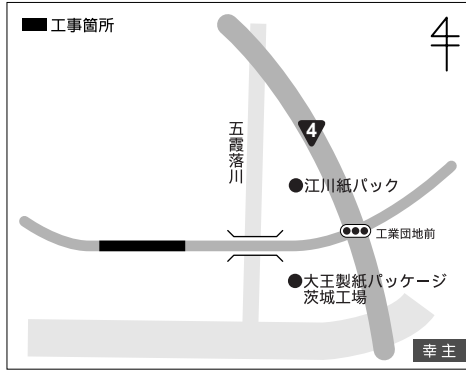 工事箇所
4
五霞落川
江川紙パック
工業団地前
大王製紙パッケージ
茨城工場
幸主